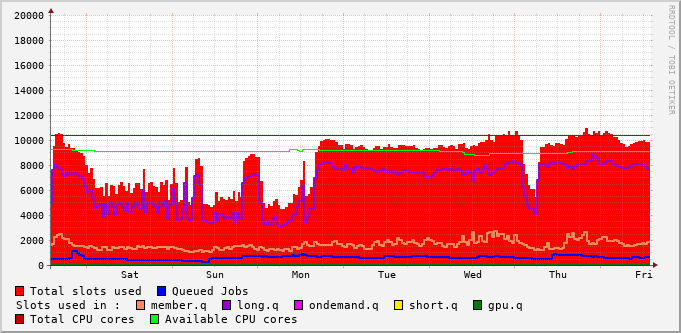 20000
18000
16000
14000
12000
10000
8000
6000
4000
2000
0
Sat Sun Mon Tue Wed Thu Fri
RRDTOOL / TOBI OETIKER
Total slots used Queued Jobs
Slots used in : member.q long.q ondemand.q short.q gpu.q
Total CPU cores Available CPU cores